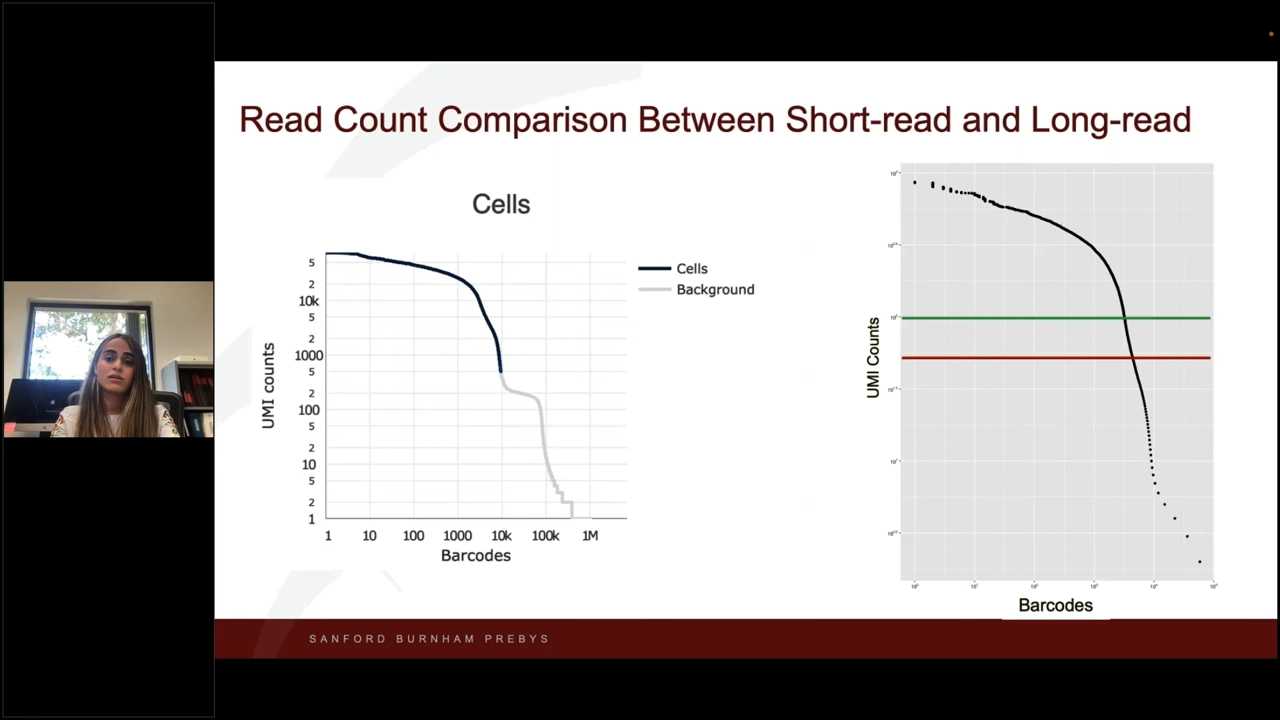 Read Count Comparison Between Short-read and Long-read
Cells
5
2
10k
5
2
1000
5
2
100
5
2
10
5
2
1
UMI counts
1 10 100 1000 10k 100k 1M
Barcodes
Cells
Background
UMI Counts
Barcodes
SANFORD BURNHAM PREBYS